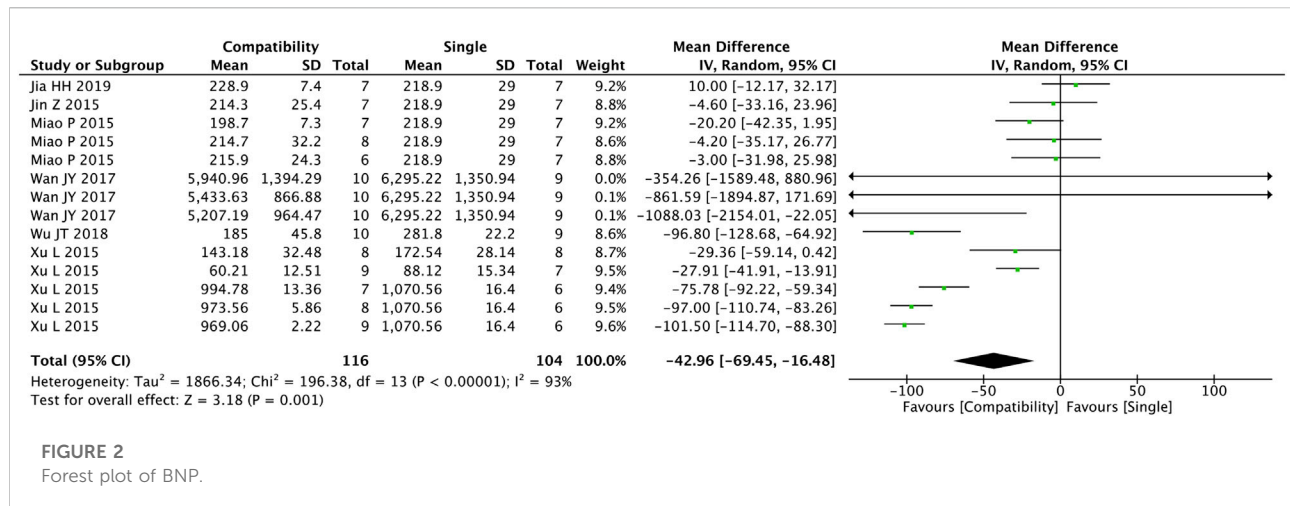 Compatibility Single Mean Difference Mean Difference
Study or Subgroup Mean SD Total Mean SD Total Weight IV, Random, 95% CI IV, Random, 95% CI
Jia HH 2019 228.9 7.4 7 218.9 29 7 9.2% 10.00 [−12.17, 32.17]
Jin Z 2015 214.3 25.4 7 218.9 29 7 8.8% −4.60 [−33.16, 23.96]
Miao P 2015 198.7 7.3 7 218.9 29 7 9.2% −20.20 [−42.35, 1.95]
Miao P 2015 214.7 32.2 8 218.9 29 7 8.6% −4.20 [−35.17, 26.77]
Miao P 2015 215.9 24.3 6 218.9 29 7 8.8% −3.00 [−31.98, 25.98]
Wan JY 2017 5,940.96 1,394.29 10 6,295.22 1,350.94 9 0.0% −354.26 [−1589.48, 880.96]
Wan JY 2017 5,433.63 866.88 10 6,295.22 1,350.94 9 0.1% −861.59 [−1894.87, 171.69]
Wan JY 2017 5,207.19 964.47 10 6,295.22 1,350.94 9 0.1% −1088.03 [−2154.01, −22.05]
Wu JT 2018 185 45.8 10 281.8 22.2 9 8.6% −96.80 [−128.68, −64.92]
Xu L 2015 143.18 32.48 8 172.54 28.14 8 8.7% −29.36 [−59.14, 0.42]
Xu L 2015 60.21 12.51 9 88.12 15.34 7 9.5% −27.91 [−41.91, −13.91]
Xu L 2015 994.78 13.36 7 1,070.56 16.4 6 9.4% −75.78 [−92.22, −59.34]
Xu L 2015 973.56 5.86 8 1,070.56 16.4 6 9.5% −97.00 [−110.74, −83.26]
Xu L 2015 969.06 2.22 9 1,070.56 16.4 6 9.6% −101.50 [−114.70, −88.30]
Total (95% CI) 116 104 100.0% −42.96 [−69.45, −16.48]
Heterogeneity: Tau² = 1866.34; Chi² = 196.38, df = 13 (P < 0.00001); I² = 93%
Test for overall effect: Z = 3.18 (P = 0.001)
−100 −50 0 50 100
Favours [Compatibility] Favours [Single]
FIGURE 2
Forest plot of BNP.